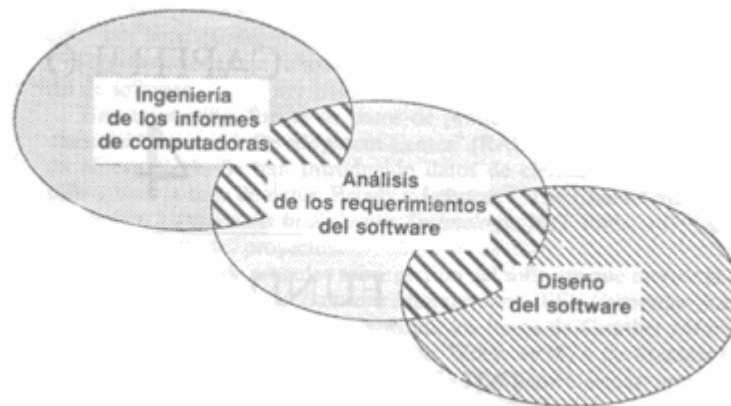 Ingeniería
de los informes
de computadoras
Análisis
de los requerimientos
del software
Diseño
del software